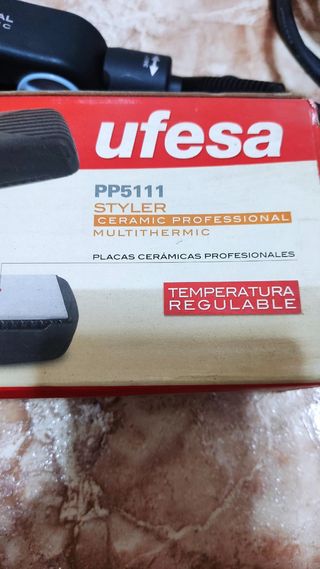 ufesa
PP5111
STYLER
CERAMIC PROFESSIONAL
MULTITHERMIC
PLACAS CERÁMICAS PROFESIONALES
TEMPERATURA
REGULABLE